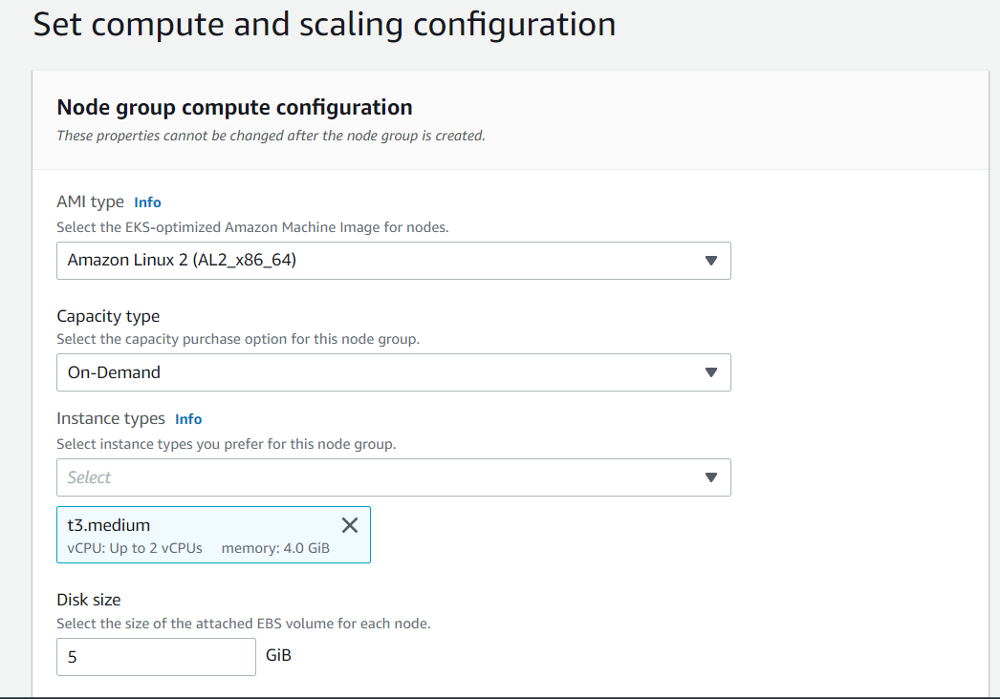 Set compute and scaling configuration
Node group compute configuration
These properties cannot be changed after the node group is created.
AMI type Info
Select the EKS-optimized Amazon Machine Image for nodes.
Amazon Linux 2 (AL2_x86_64)
Capacity type
Select the capacity purchase option for this node group.
On-Demand
Instance types Info
Select instance types you prefer for this node group.
Select
t3.medium
vCPU: Up to 2 vCPUs memory: 4.0 GiB
Disk size
Select the size of the attached EBS volume for each node.
5 GiB